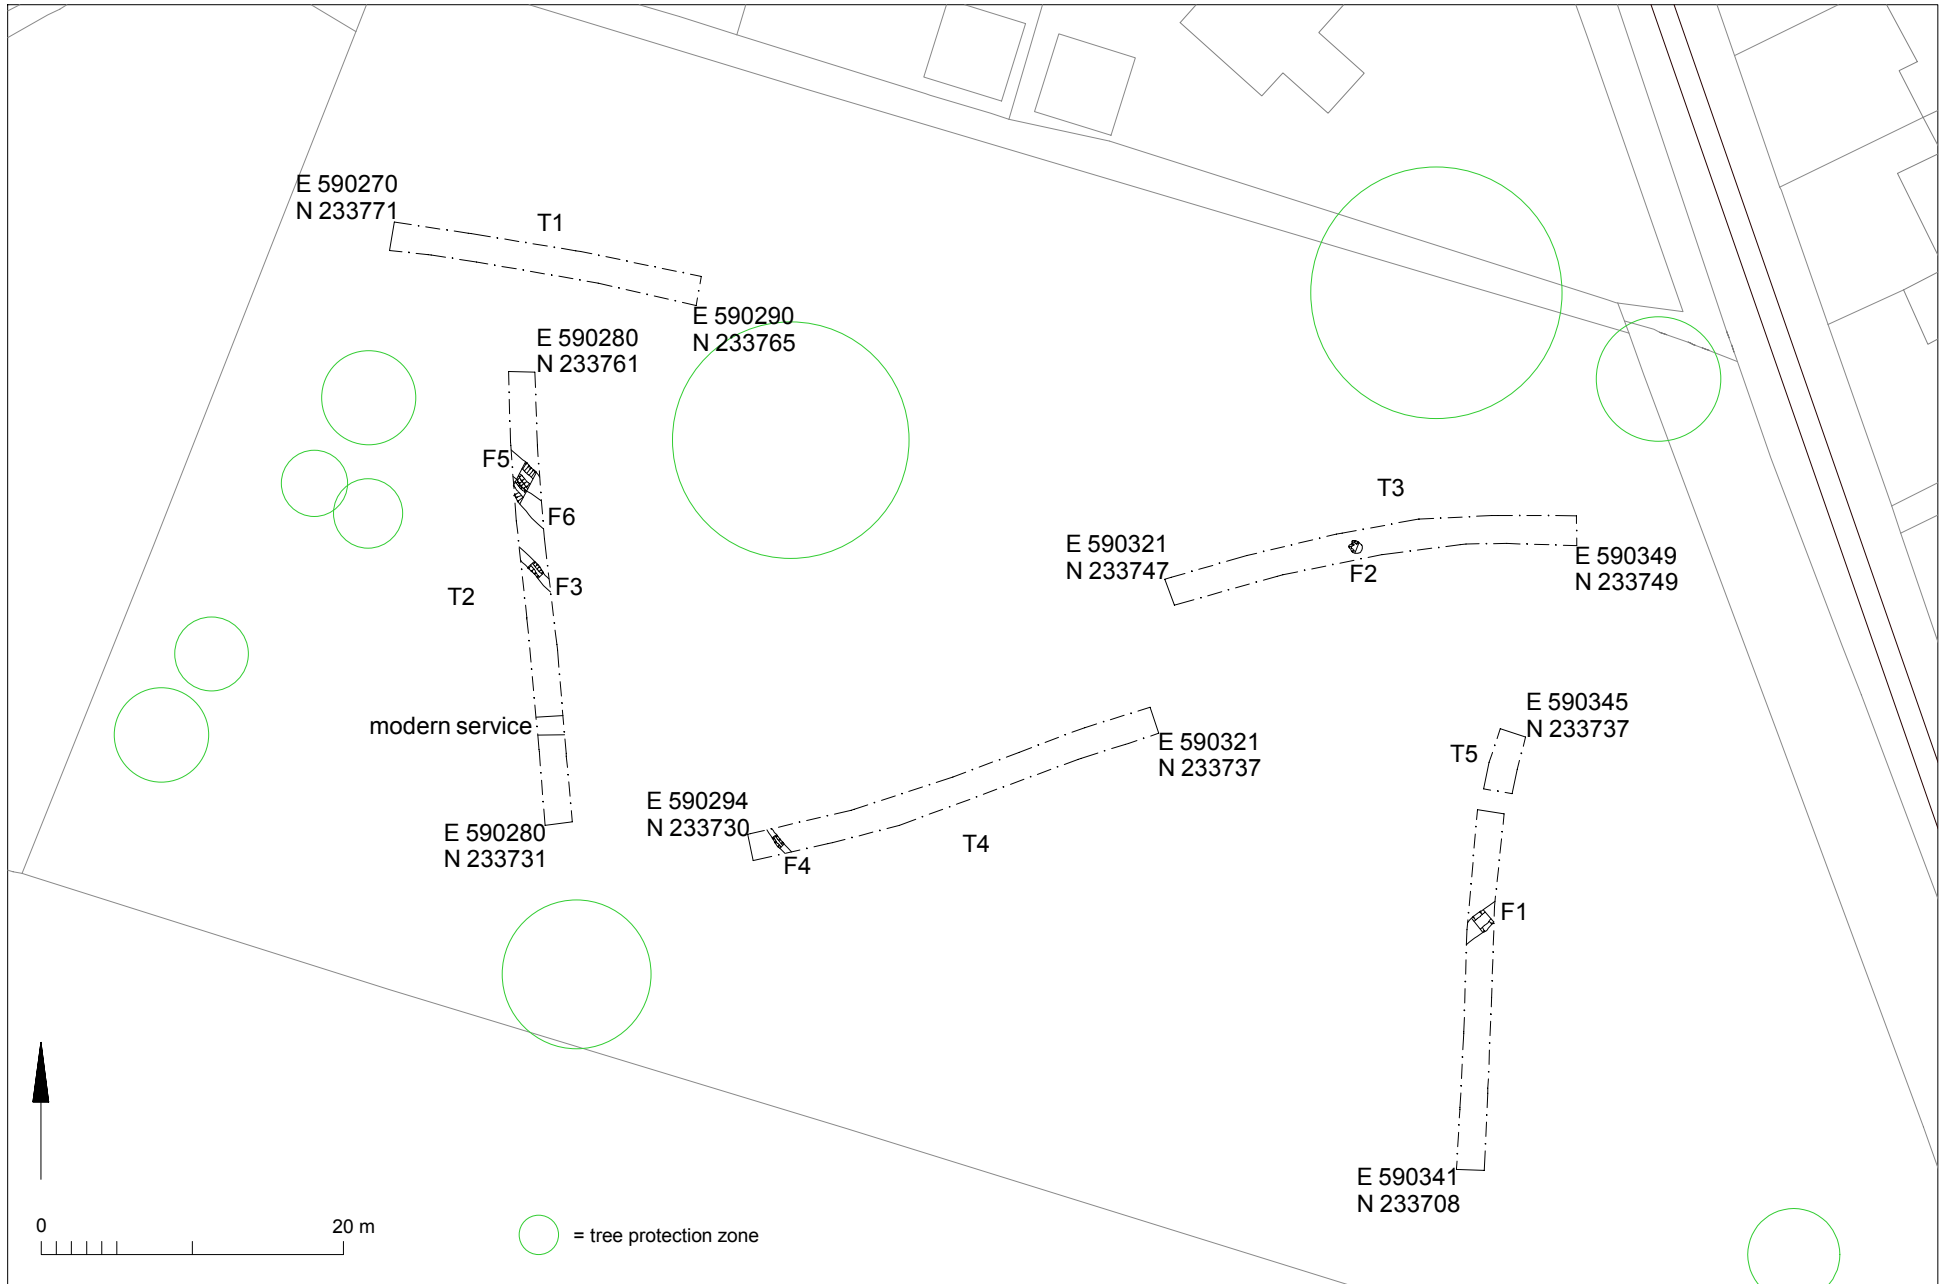 E 590270
N 233771
T1
E 590290
N 233765
E 590280
N 233761
F5
F6
F3
T2
modern service
E 590280
N 233731
T3
E 590321
N 233747
F2
E 590349
N 233749
E 590294
N 233730
F4
T4
E 590321
N 233737
E 590345
N 233737
T5
F1
E 590341
N 233708
0 20 m
= tree protection zone